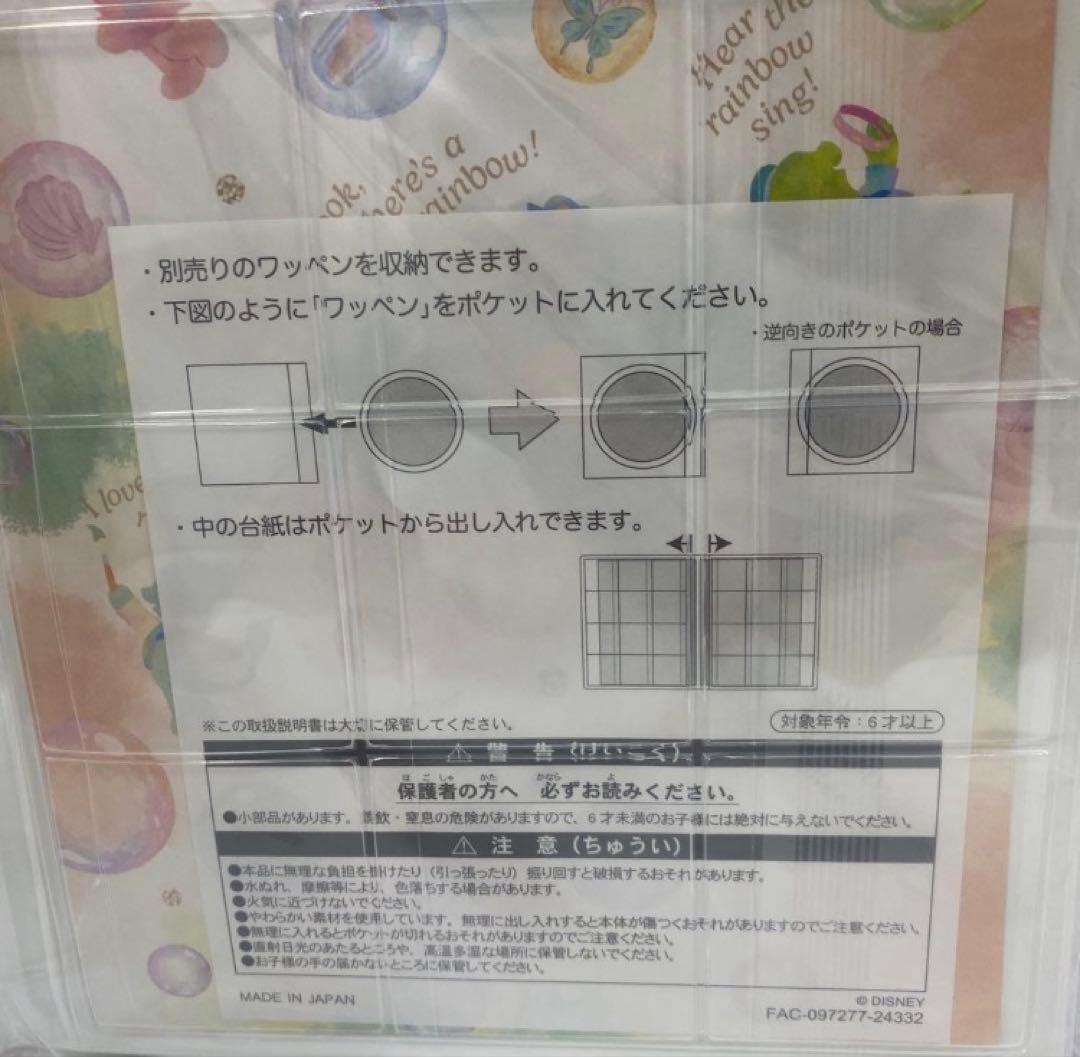 Hear the
rainbow
sing!
here's a
rainbow!
I love
・別売りのワッペンを収納できます。
・下図のように「ワッペン」をポケットに入れてください。
・逆向きのポケットの場合
・中の台紙はポケットから出し入れできます。
※この取扱説明書は大切に保管してください。
対象年令：6才以上
⚠ 警 告（けいこく）
保護者の方へ 必ずお読みください。
●小部品があります。誤飲・窒息の危険がありますので、6才未満のお子様には絶対に与えないでください。
⚠ 注 意（ちゅうい）
●本品に無理な負担を掛けたり（引っ張ったり）振り回すと破損するおそれがあります。
●水ぬれ、摩擦等により、色落ちする場合があります。
●火気に近づけないでください。
●やわらかい素材を使用しています。無理に出し入れすると本体が傷つくおそれがありますのでご注意ください。
●無理に入れるとポケットが切れるおそれがありますのでご注意ください。
●直射日光のあたるところや、高温多湿な場所に保管しないでください。
●お子様の手の届かないところに保管してください。
MADE IN JAPAN
© DISNEY
FAC-097277-24332